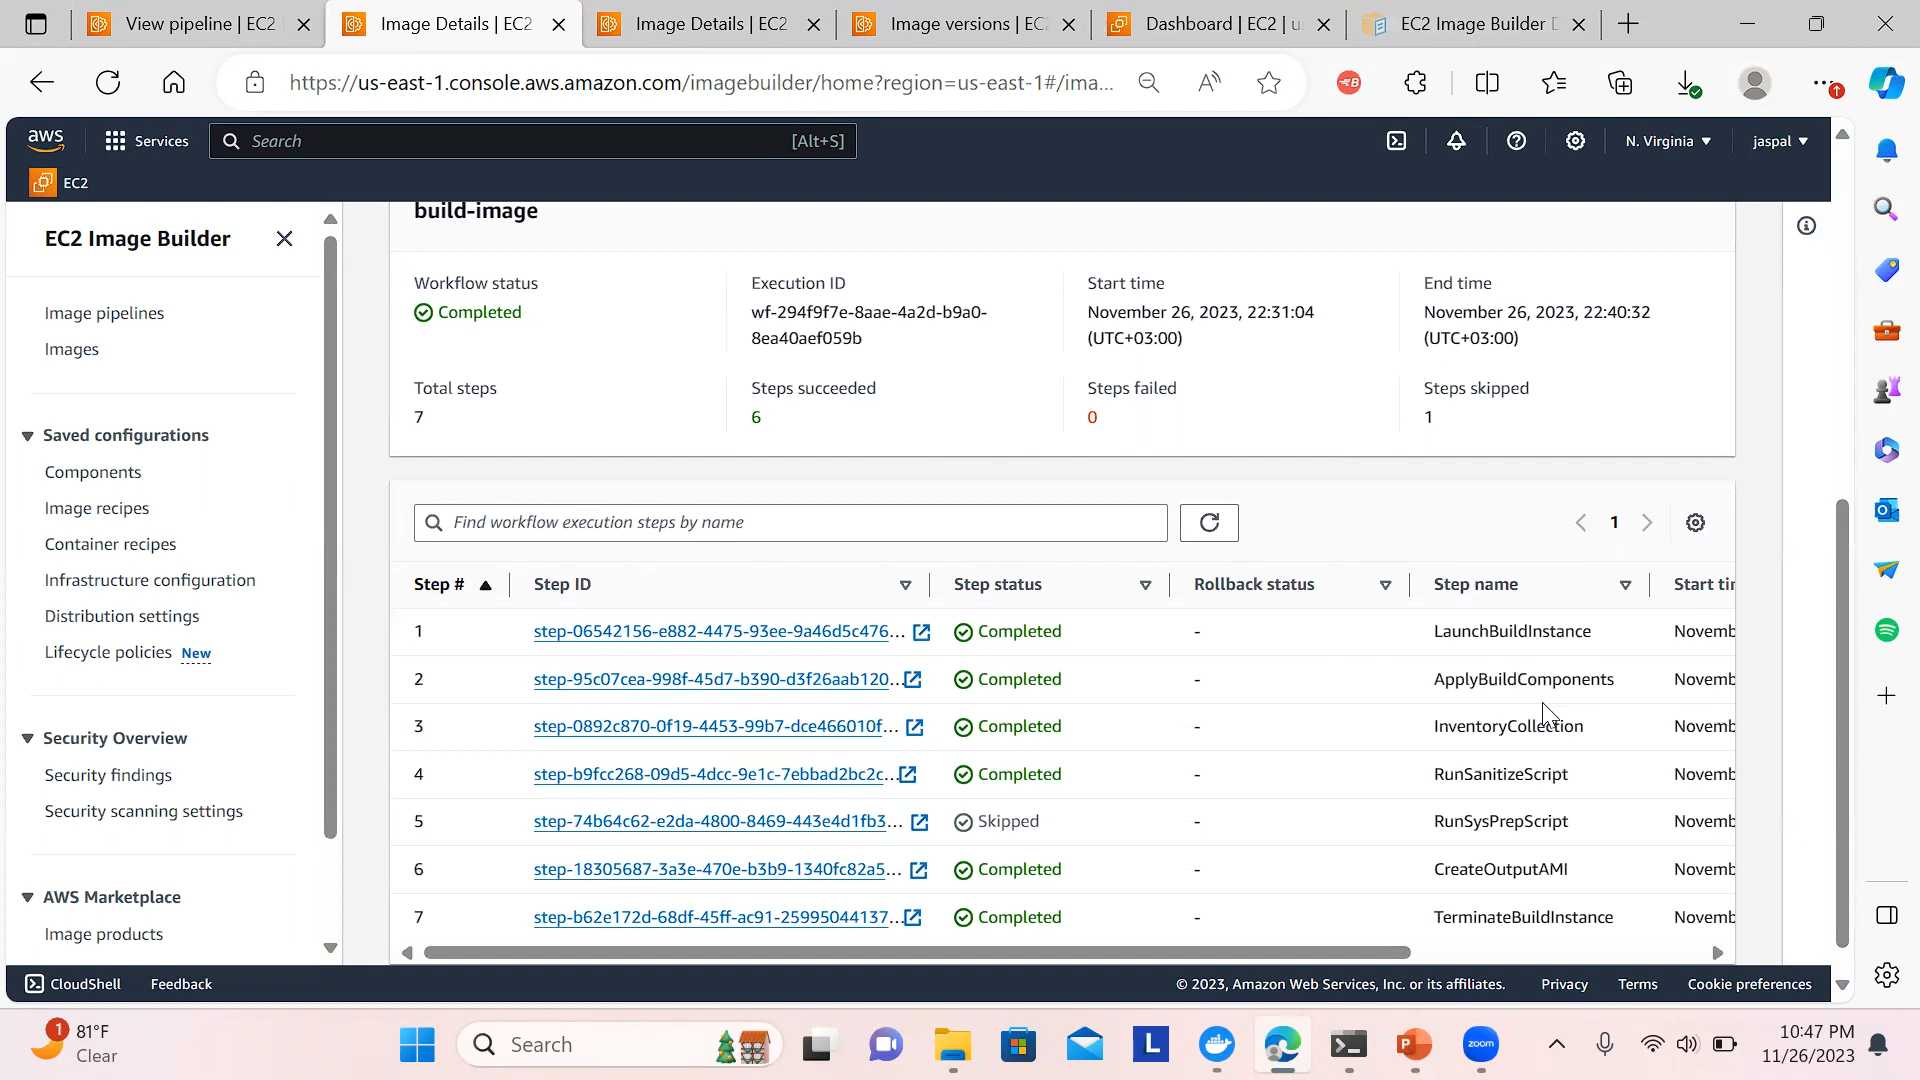 View pipeline | EC2
Image Details | EC2
Image Details | EC2
Image versions | EC2
Dashboard | EC2 | u
EC2 Image Builder D
https://us-east-1.console.aws.amazon.com/imagebuilder/home?region=us-east-1#/ima...
aws
Services
Search
[Alt+S]
N. Virginia
jaspal
EC2
EC2 Image Builder
Image pipelines
Images
Saved configurations
Components
Image recipes
Container recipes
Infrastructure configuration
Distribution settings
Lifecycle policies New
Security Overview
Security findings
Security scanning settings
AWS Marketplace
Image products
build-image
Workflow status
Completed
Execution ID
wf-294f9f7e-8aae-4a2d-b9a0-
8ea40aef059b
Start time
November 26, 2023, 22:31:04
(UTC+03:00)
End time
November 26, 2023, 22:40:32
(UTC+03:00)
Total steps
7
Steps succeeded
6
Steps failed
0
Steps skipped
1
Find workflow execution steps by name
1
Step # Step ID Step status Rollback status Step name Start tir
1 step-06542156-e882-4475-93ee-9a46d5c476... Completed - LaunchBuildInstance Novemb
2 step-95c07cea-998f-45d7-b390-d3f26aab120... Completed - ApplyBuildComponents Novemb
3 step-0892c870-0f19-4453-99b7-dce466010f... Completed - InventoryCollection Novemb
4 step-b9fcc268-09d5-4dcc-9e1c-7ebbad2bc2c... Completed - RunSanitizeScript Novemb
5 step-74b64c62-e2da-4800-8469-443e4d1fb3... Skipped - RunSysPrepScript Novemb
6 step-18305687-3a3e-470e-b3b9-1340fc82a5... Completed - CreateOutputAMI Novemb
7 step-b62e172d-68df-45ff-ac91-25995044137... Completed - TerminateBuildInstance Novemb
CloudShell
Feedback
© 2023, Amazon Web Services, Inc. or its affiliates.
Privacy
Terms
Cookie preferences
1
81°F
Clear
Search
L
P
zoom
10:47 PM
11/26/2023